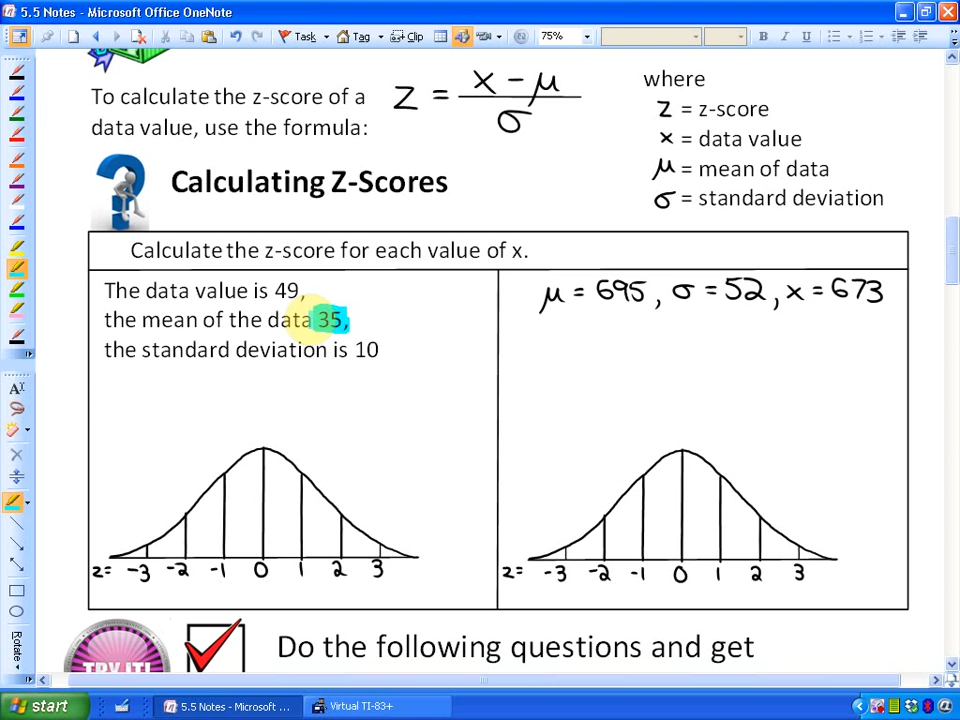 5.5 Notes - Microsoft Office OneNote
Task Tag Clip 75% B I U
To calculate the z-score of a
data value, use the formula:
z = x - μ / σ
where
z = z-score
x = data value
μ = mean of data
σ = standard deviation
Calculating Z-Scores
Calculate the z-score for each value of x.
The data value is 49,
the mean of the data 35,
the standard deviation is 10
μ = 695, σ = 52, x = 673
z= -3 -2 -1 0 1 2 3
z= -3 -2 -1 0 1 2 3
TRY IT!
Do the following questions and get
Rotate
start 5.5 Notes - Microsoft ... Virtual TI-83+